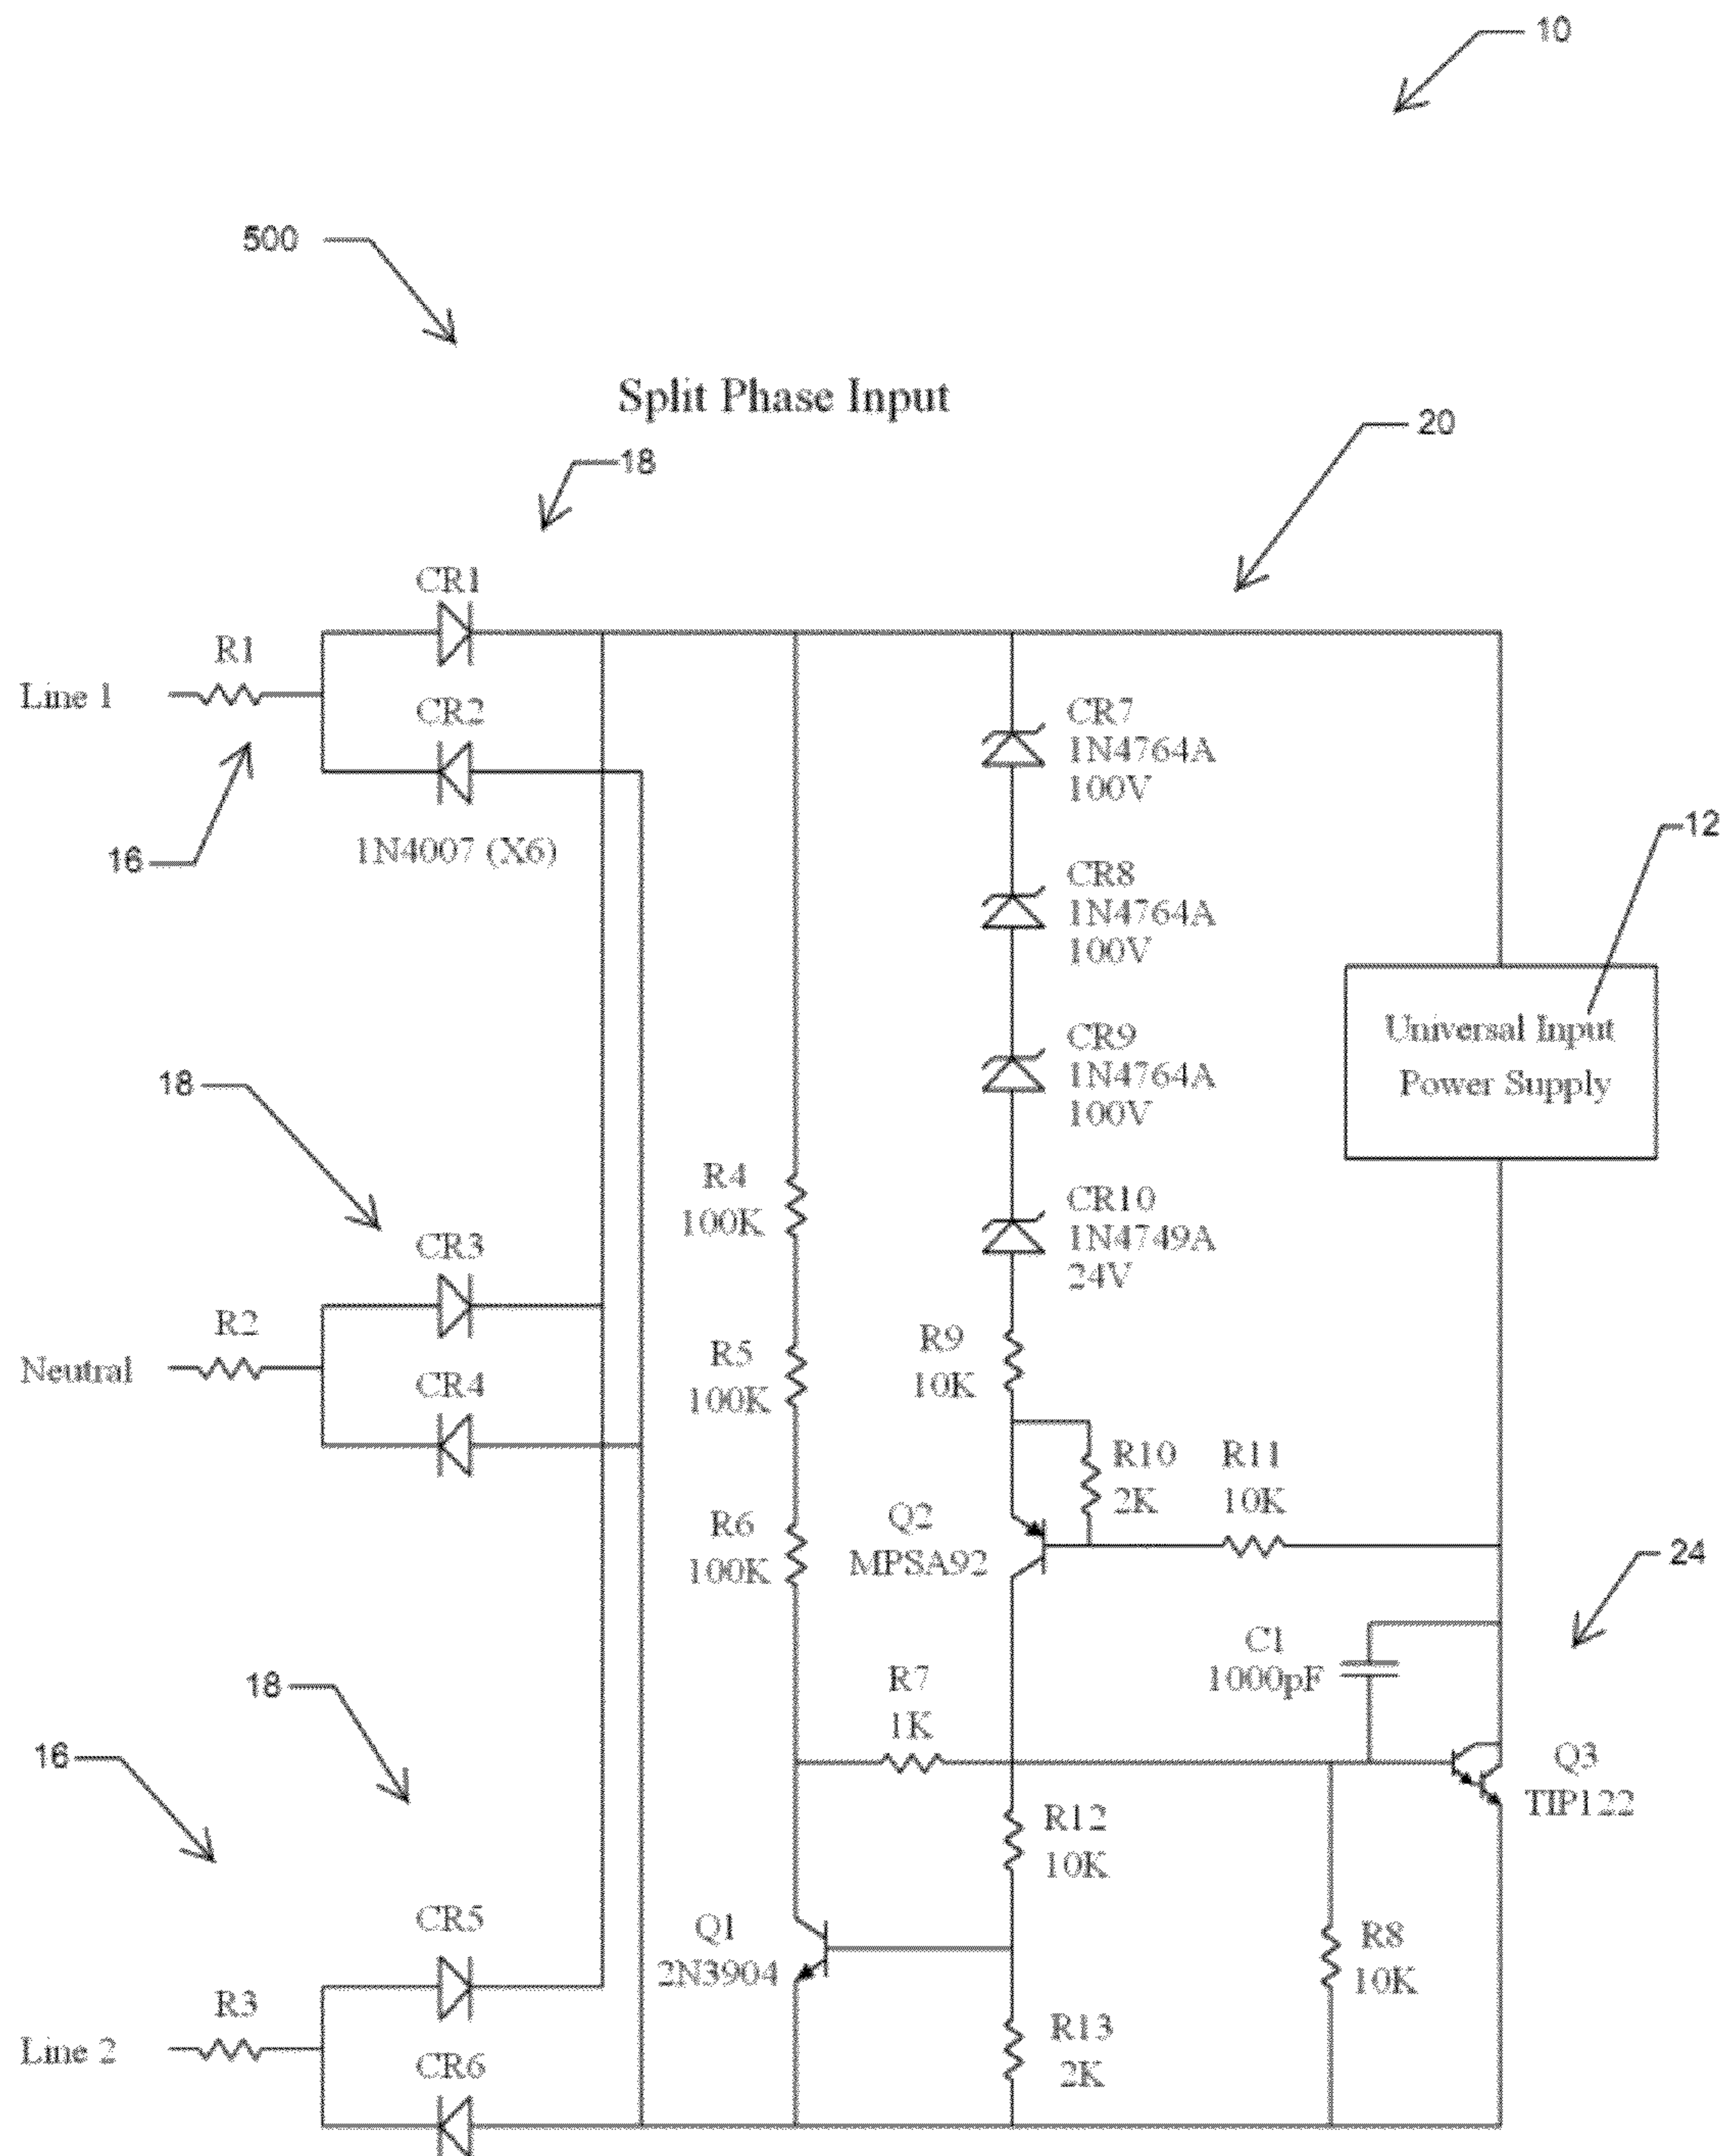 10
500
Split Phase Input
20
18
CR1
R1
Line 1
CR2
1N4007 (X6)
16
CR7
1N4764A
100V
12
CR8
1N4764A
100V
Universal Input
Power Supply
CR9
1N4764A
100V
18
CR3
R2
Neutral
CR4
R4
100K
CR10
1N4749A
24V
R5
100K
R9
10K
R10
2K
R11
10K
R6
100K
Q2
MPSA92
24
C1
1000pF
R7
1K
18
16
Q3
TIP122
R12
10K
CR5
Q1
2N3904
R8
10K
R3
Line 2
CR6
R13
2K